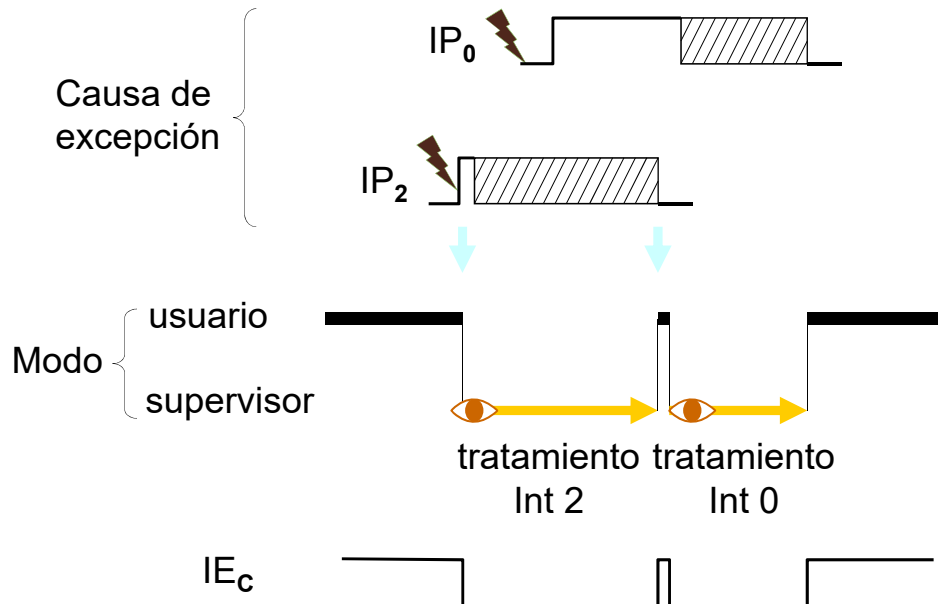 IP0
Causa de
excepción
IP2
usuario
Modo
supervisor
tratamiento tratamiento
Int 2 Int 0
IEC